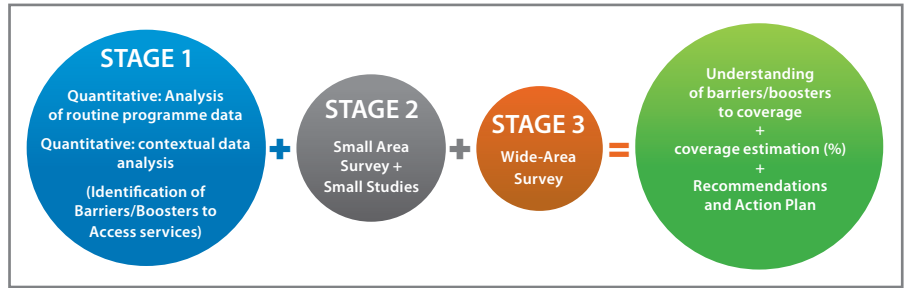 STAGE 1
Quantitative: Analysis
of routine programme data
Quantitative: contextual data
analysis
(Identification of
Barriers/Boosters to
Access services)
+
STAGE 2
Small Area
Survey +
Small Studies
+
STAGE 3
Wide-Area
Survey
=
Understanding
of barriers/boosters
to coverage
+
coverage estimation (%)
+
Recommendations
and Action Plan